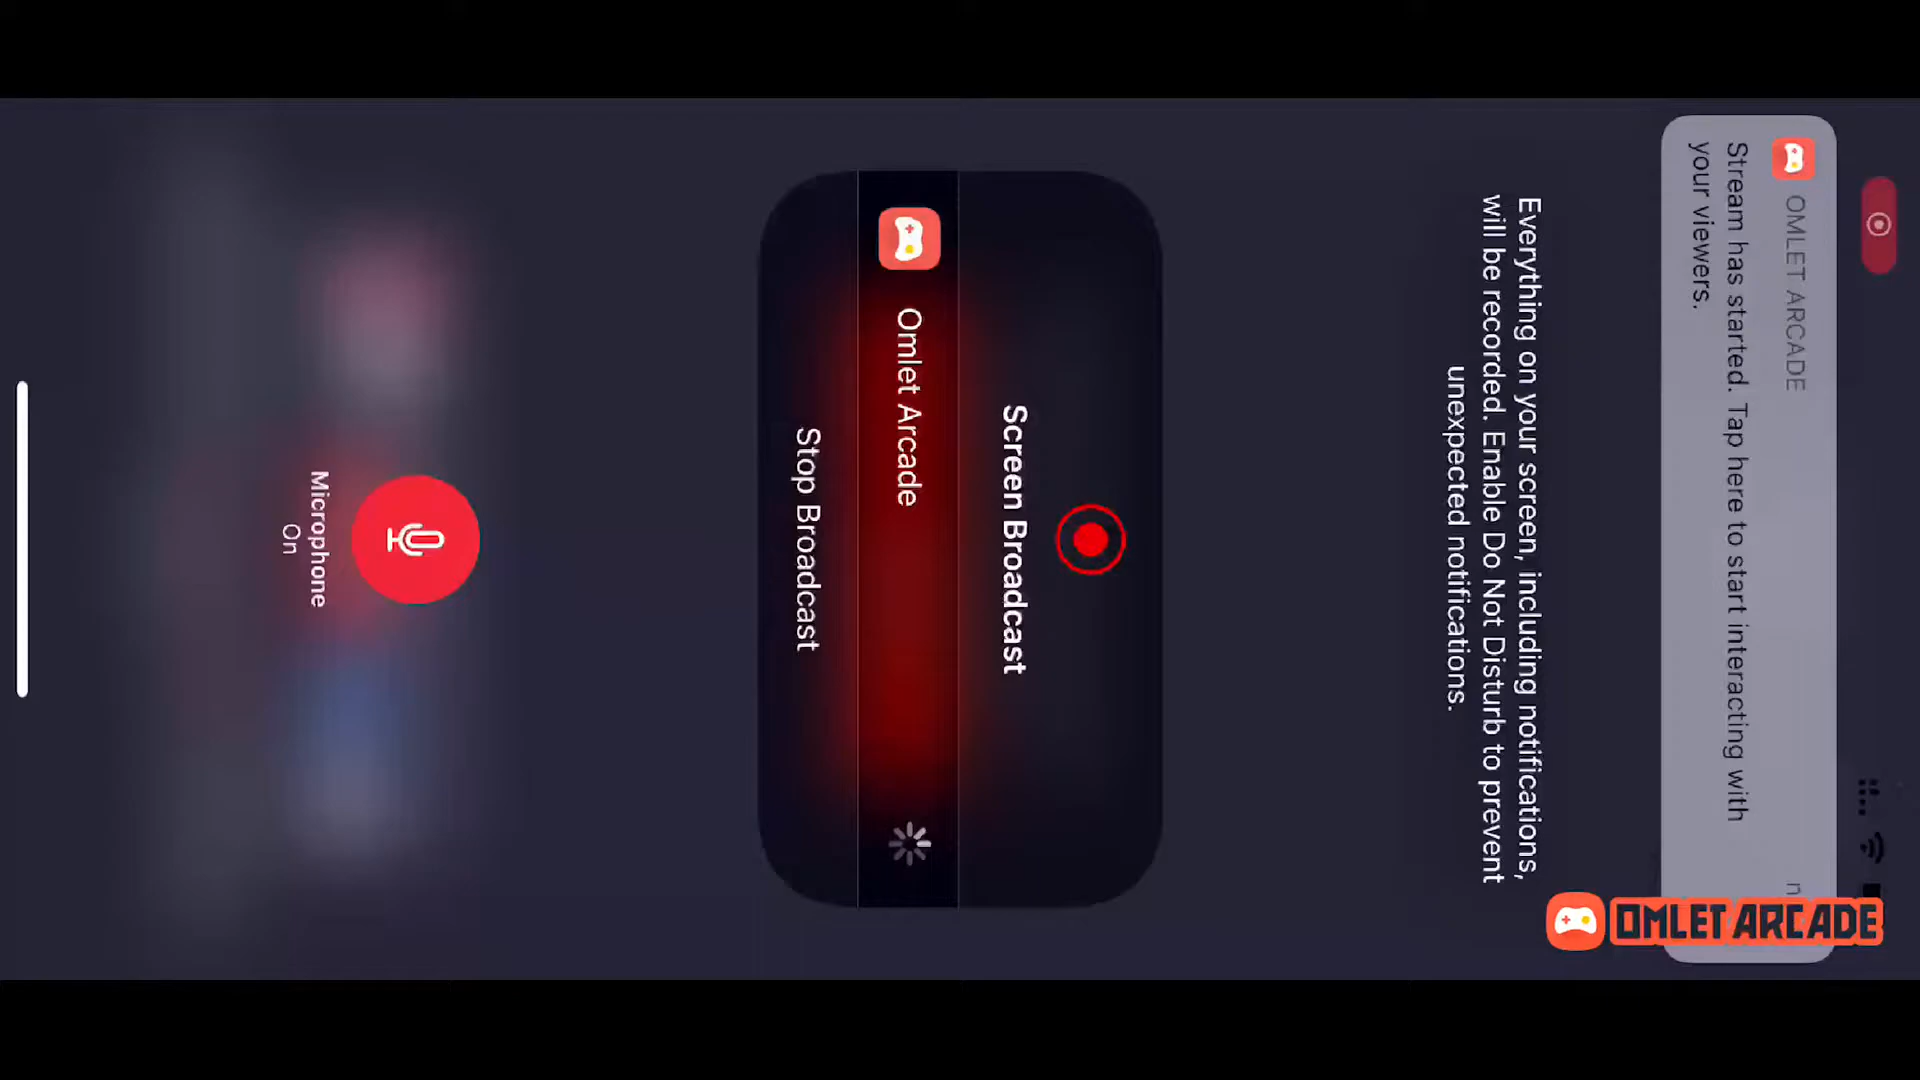 OMLET ARCADE
Stream has started. Tap here to start interacting with
your viewers.
Everything on your screen, including notifications,
will be recorded. Enable Do Not Disturb to prevent
unexpected notifications.
Screen Broadcast
Omlet Arcade
Stop Broadcast
Microphone
On
OMLET ARCADE